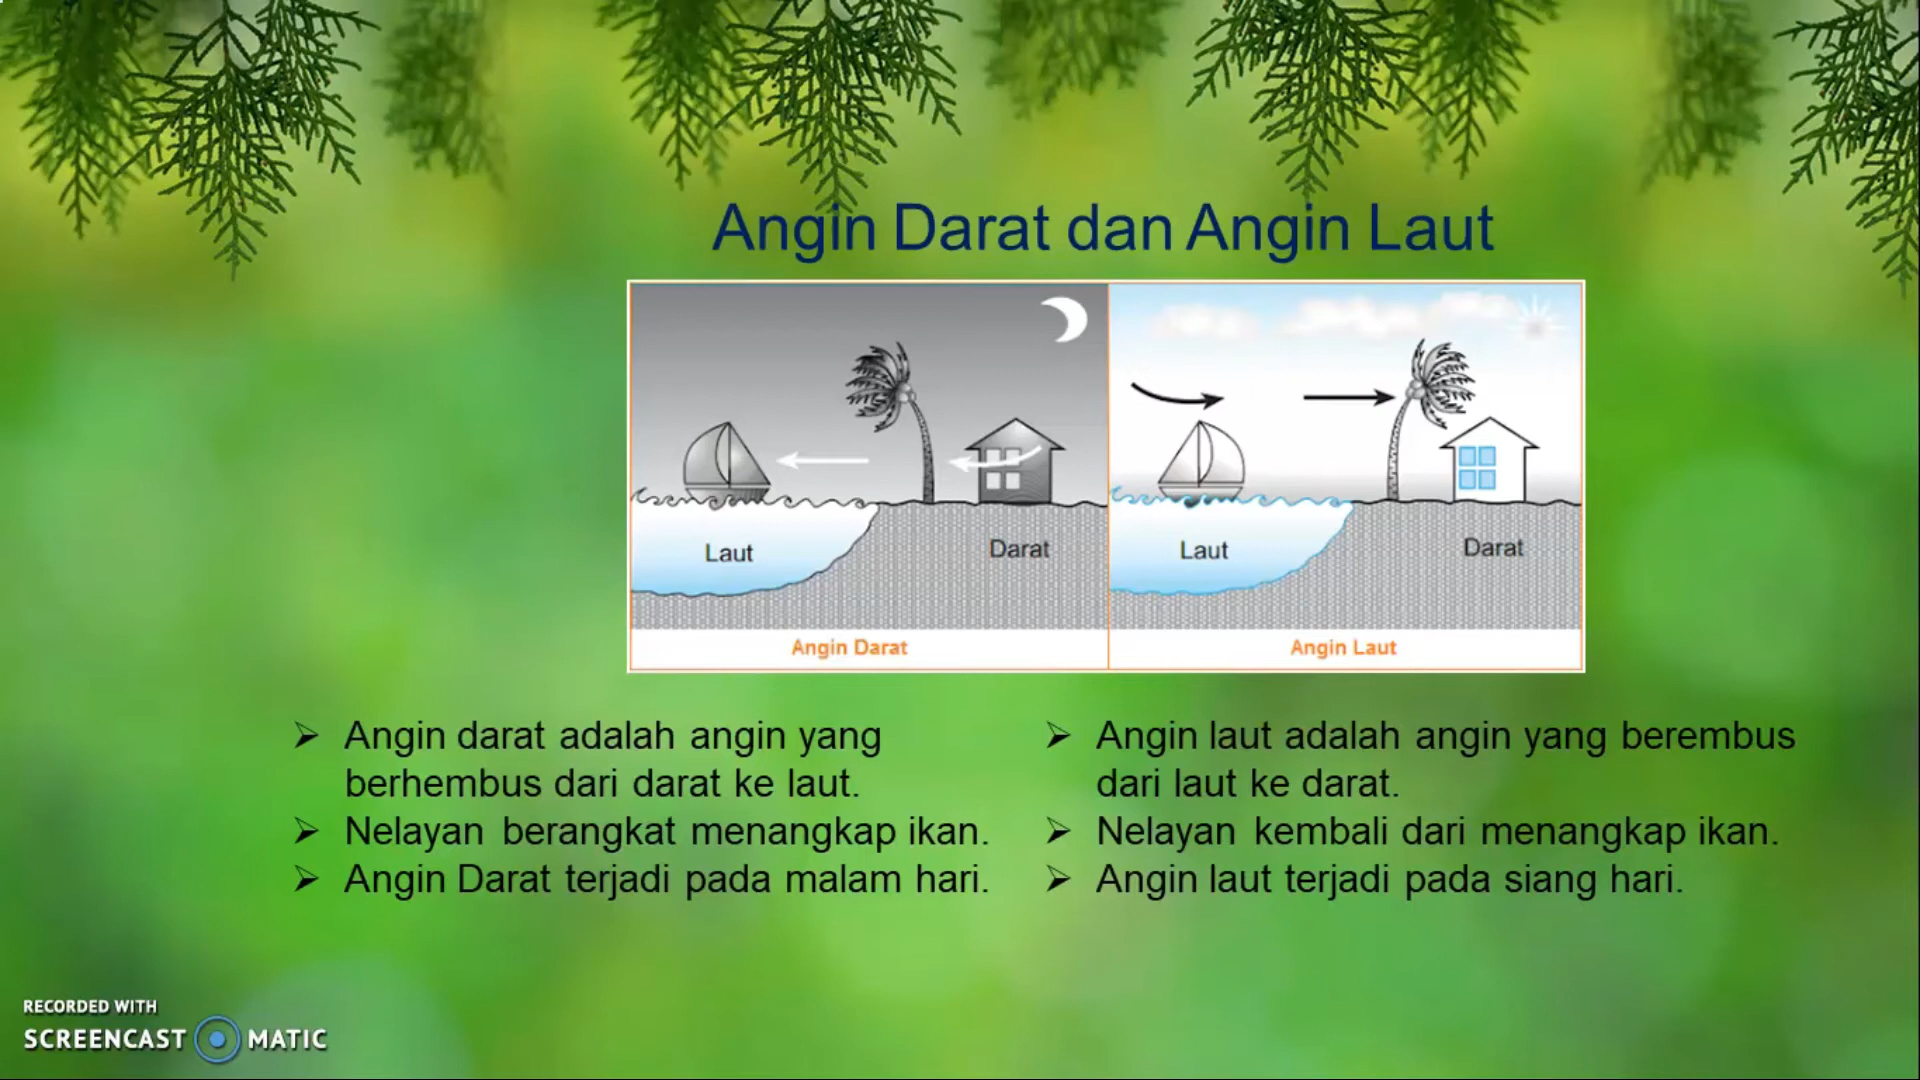 Angin Darat dan Angin Laut
Laut
Darat
Angin Darat
Laut
Darat
Angin Laut
Angin darat adalah angin yang
berhembus dari darat ke laut.
Nelayan berangkat menangkap ikan.
Angin Darat terjadi pada malam hari.
Angin laut adalah angin yang berembus
dari laut ke darat.
Nelayan kembali dari menangkap ikan.
Angin laut terjadi pada siang hari.
RECORDED WITH
SCREENCAST MATIC